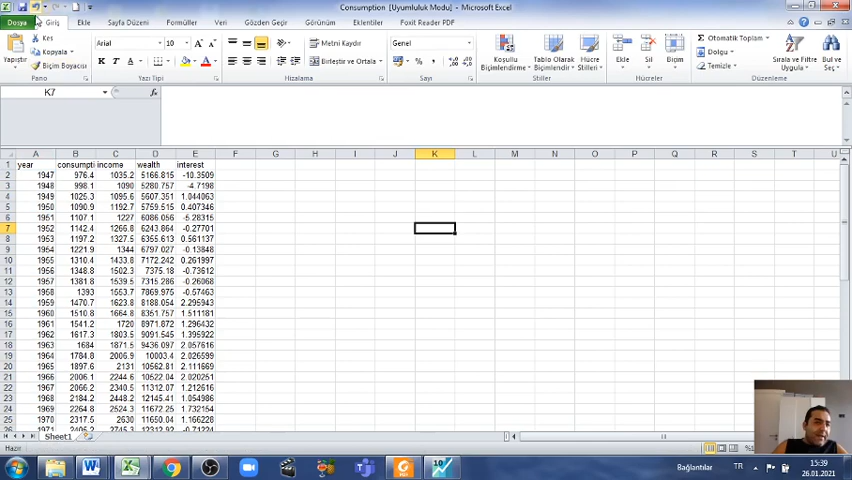 Consumption [Uyumluluk Modu] - Microsoft Excel
Dosya Giriş Ekle Sayfa Düzeni Formüller Veri Gözden Geçir Görünüm Eklentiler Foxit Reader PDF
Yapıştır
Kes
Kopyala
Biçim Boyacısı
Pano
Arial 10
K T A
Yazı Tipi
Metni Kaydır
Birleştir ve Ortala
Hizalama
Genel
%
Sayı
Koşullu Biçimlendirme
Tablo Olarak Biçimlendir
Hücre Stilleri
Stiller
Ekle Sil Biçim
Hücreler
Σ Otomatik Toplam
Dolgu
Temizle
Sırala ve Filtre Uygula
Bul ve Seç
Düzenleme
K7 fx
A B C D E F G H I J K L M N O P Q R S T U
1 year consumpti income wealth interest
2 1947 976.4 1035.2 5166.815 -10.3509
3 1948 998.1 1090 5280.757 -4.7198
4 1949 1025.3 1095.6 5607.351 1.044063
5 1950 1090.9 1192.7 5759.515 0.407346
6 1951 1107.1 1227 6086.056 -5.28315
7 1952 1142.4 1266.8 6243.864 -0.27701
8 1953 1197.2 1327.5 6355.613 0.561137
9 1954 1221.9 1344 6797.027 -0.13848
10 1955 1310.4 1433.8 7172.242 0.261997
11 1956 1348.8 1502.3 7375.18 -0.73612
12 1957 1381.8 1539.5 7315.286 -0.26068
13 1958 1393 1553.7 7869.975 -0.57463
14 1959 1470.7 1623.8 8188.054 2.295943
15 1960 1510.8 1664.8 8351.757 1.511181
16 1961 1541.2 1720 8971.872 1.296432
17 1962 1617.3 1803.5 9091.545 1.395922
18 1963 1684 1871.5 9436.097 2.057616
19 1964 1784.8 2006.9 10003.4 2.026599
20 1965 1897.6 2131 10562.81 2.111669
21 1966 2006.1 2244.6 10522.04 2.020251
22 1967 2066.2 2340.5 11312.07 1.212616
23 1968 2184.2 2448.2 12145.41 1.054986
24 1969 2264.8 2524.3 11672.25 1.732154
25 1970 2317.5 2630 11650.04 1.166228
26 1971 2405.2 2745.3 12312.92 -0.71224
Sheet1
Hazır
Bağlantılar TR 15:39
26.01.2021